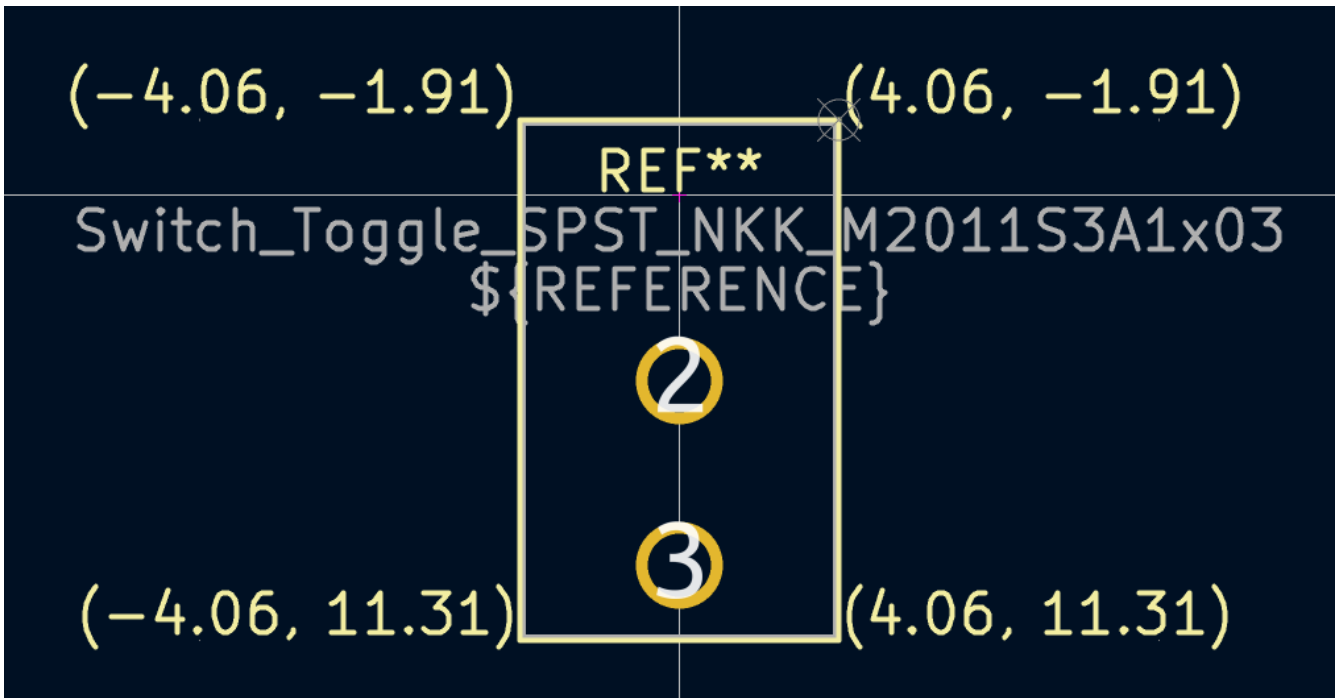 (−4.06, −1.91) (4.06, −1.91)
REF**
Switch_Toggle_SPST_NKK_M2011S3A1x03
${REFERENCE}
2
3
(−4.06, 11.31) (4.06, 11.31)